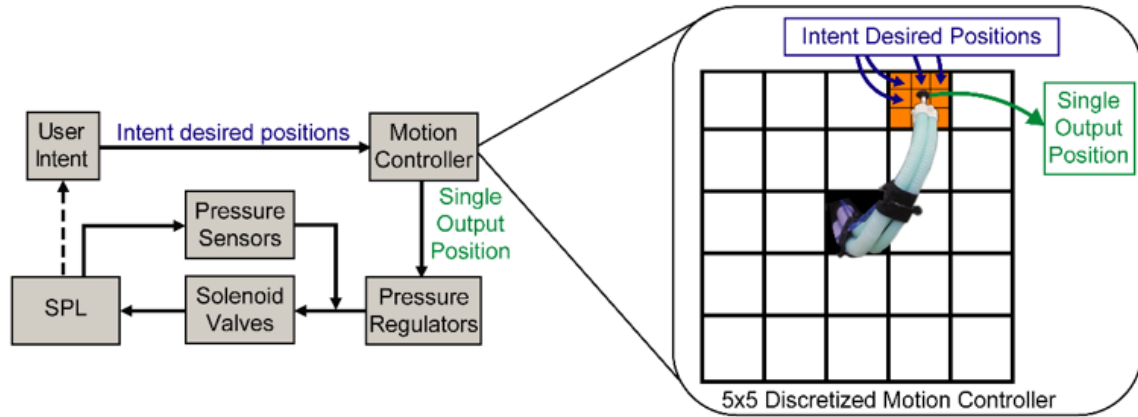 User
Intent
Intent desired positions
Motion
Controller
Single
Output
Position
Pressure
Sensors
SPL
Solenoid
Valves
Pressure
Regulators
Intent Desired Positions
Single
Output
Position
5x5 Discretized Motion Controller